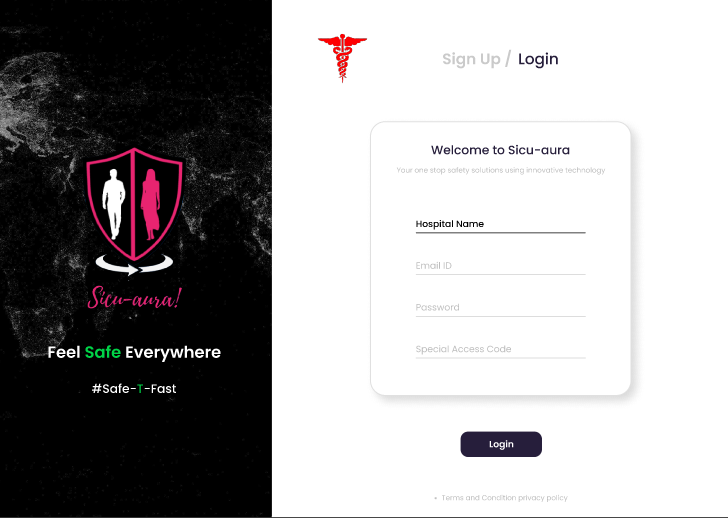 Sicu-aura!
Feel Safe Everywhere
#Safe-T-Fast
Sign Up / Login
Welcome to Sicu-aura
Your one stop safety solutions using innovative technology
Hospital Name
Email ID
Password
Special Access Code
Login
Terms and Condition privacy policy